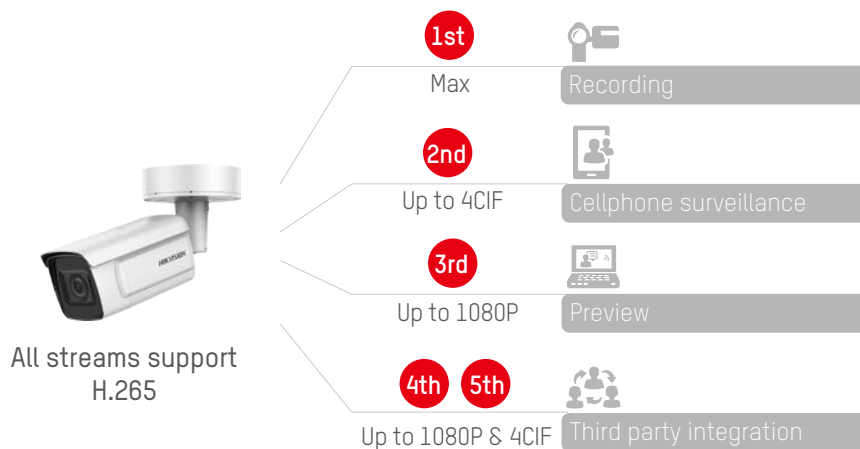 1st
Max
Recording
2nd
Up to 4CIF
Cellphone surveillance
3rd
Up to 1080P
Preview
HIKVISION
All streams support
H.265
4th 5th
Up to 1080P & 4CIF
Third party integration